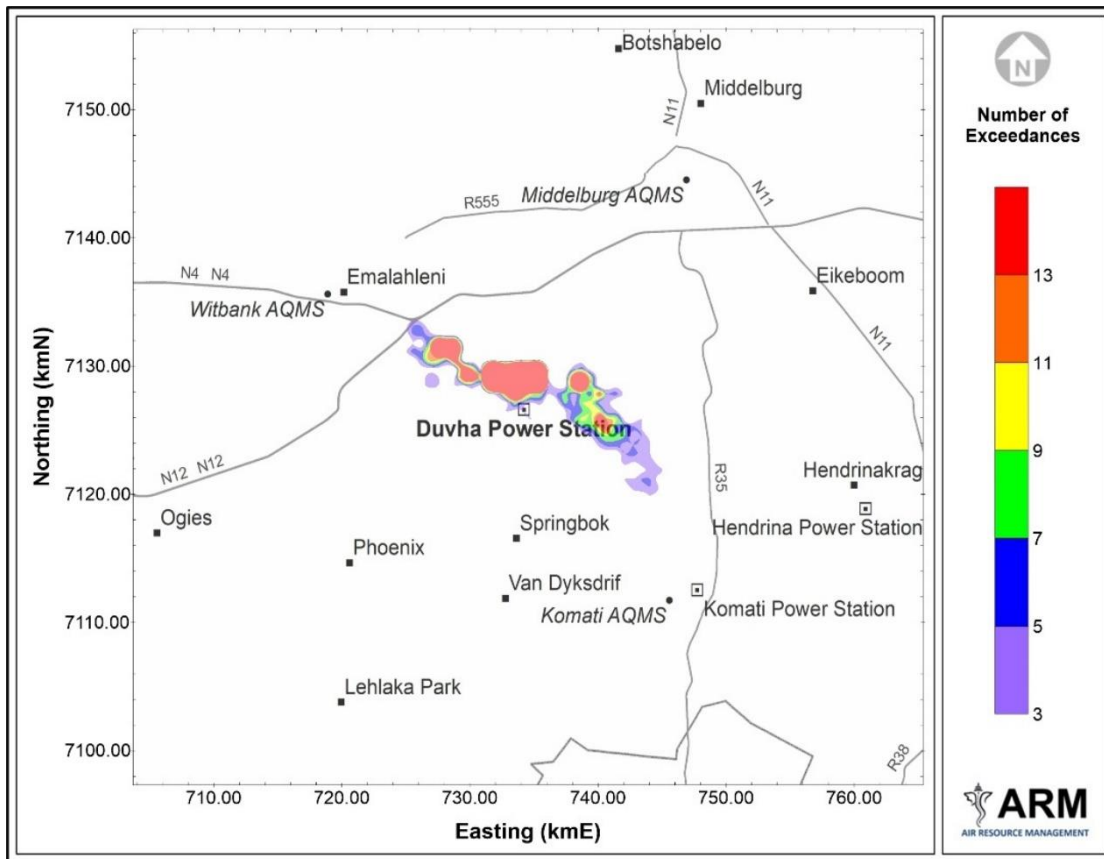 Botshabelo
Middelburg
N11
Middelburg AQMS
R555
N11
N4 N4
Emalahleni
Witbank AQMS
Eikeboom
N11
Duvha Power Station
N12 N12
R35
Hendrinakrag
Ogies
Springbok
Hendrina Power Station
Phoenix
Van Dyksdrif
Komati AQMS
Komati Power Station
Lehlaka Park
R38
7150.00
7140.00
7130.00
7120.00
7110.00
7100.00
Northing (kmN)
710.00 720.00 730.00 740.00 750.00 760.00
Easting (kmE)
N
Number of
Exceedances
13
11
9
7
5
3
ARM
AIR RESOURCE MANAGEMENT